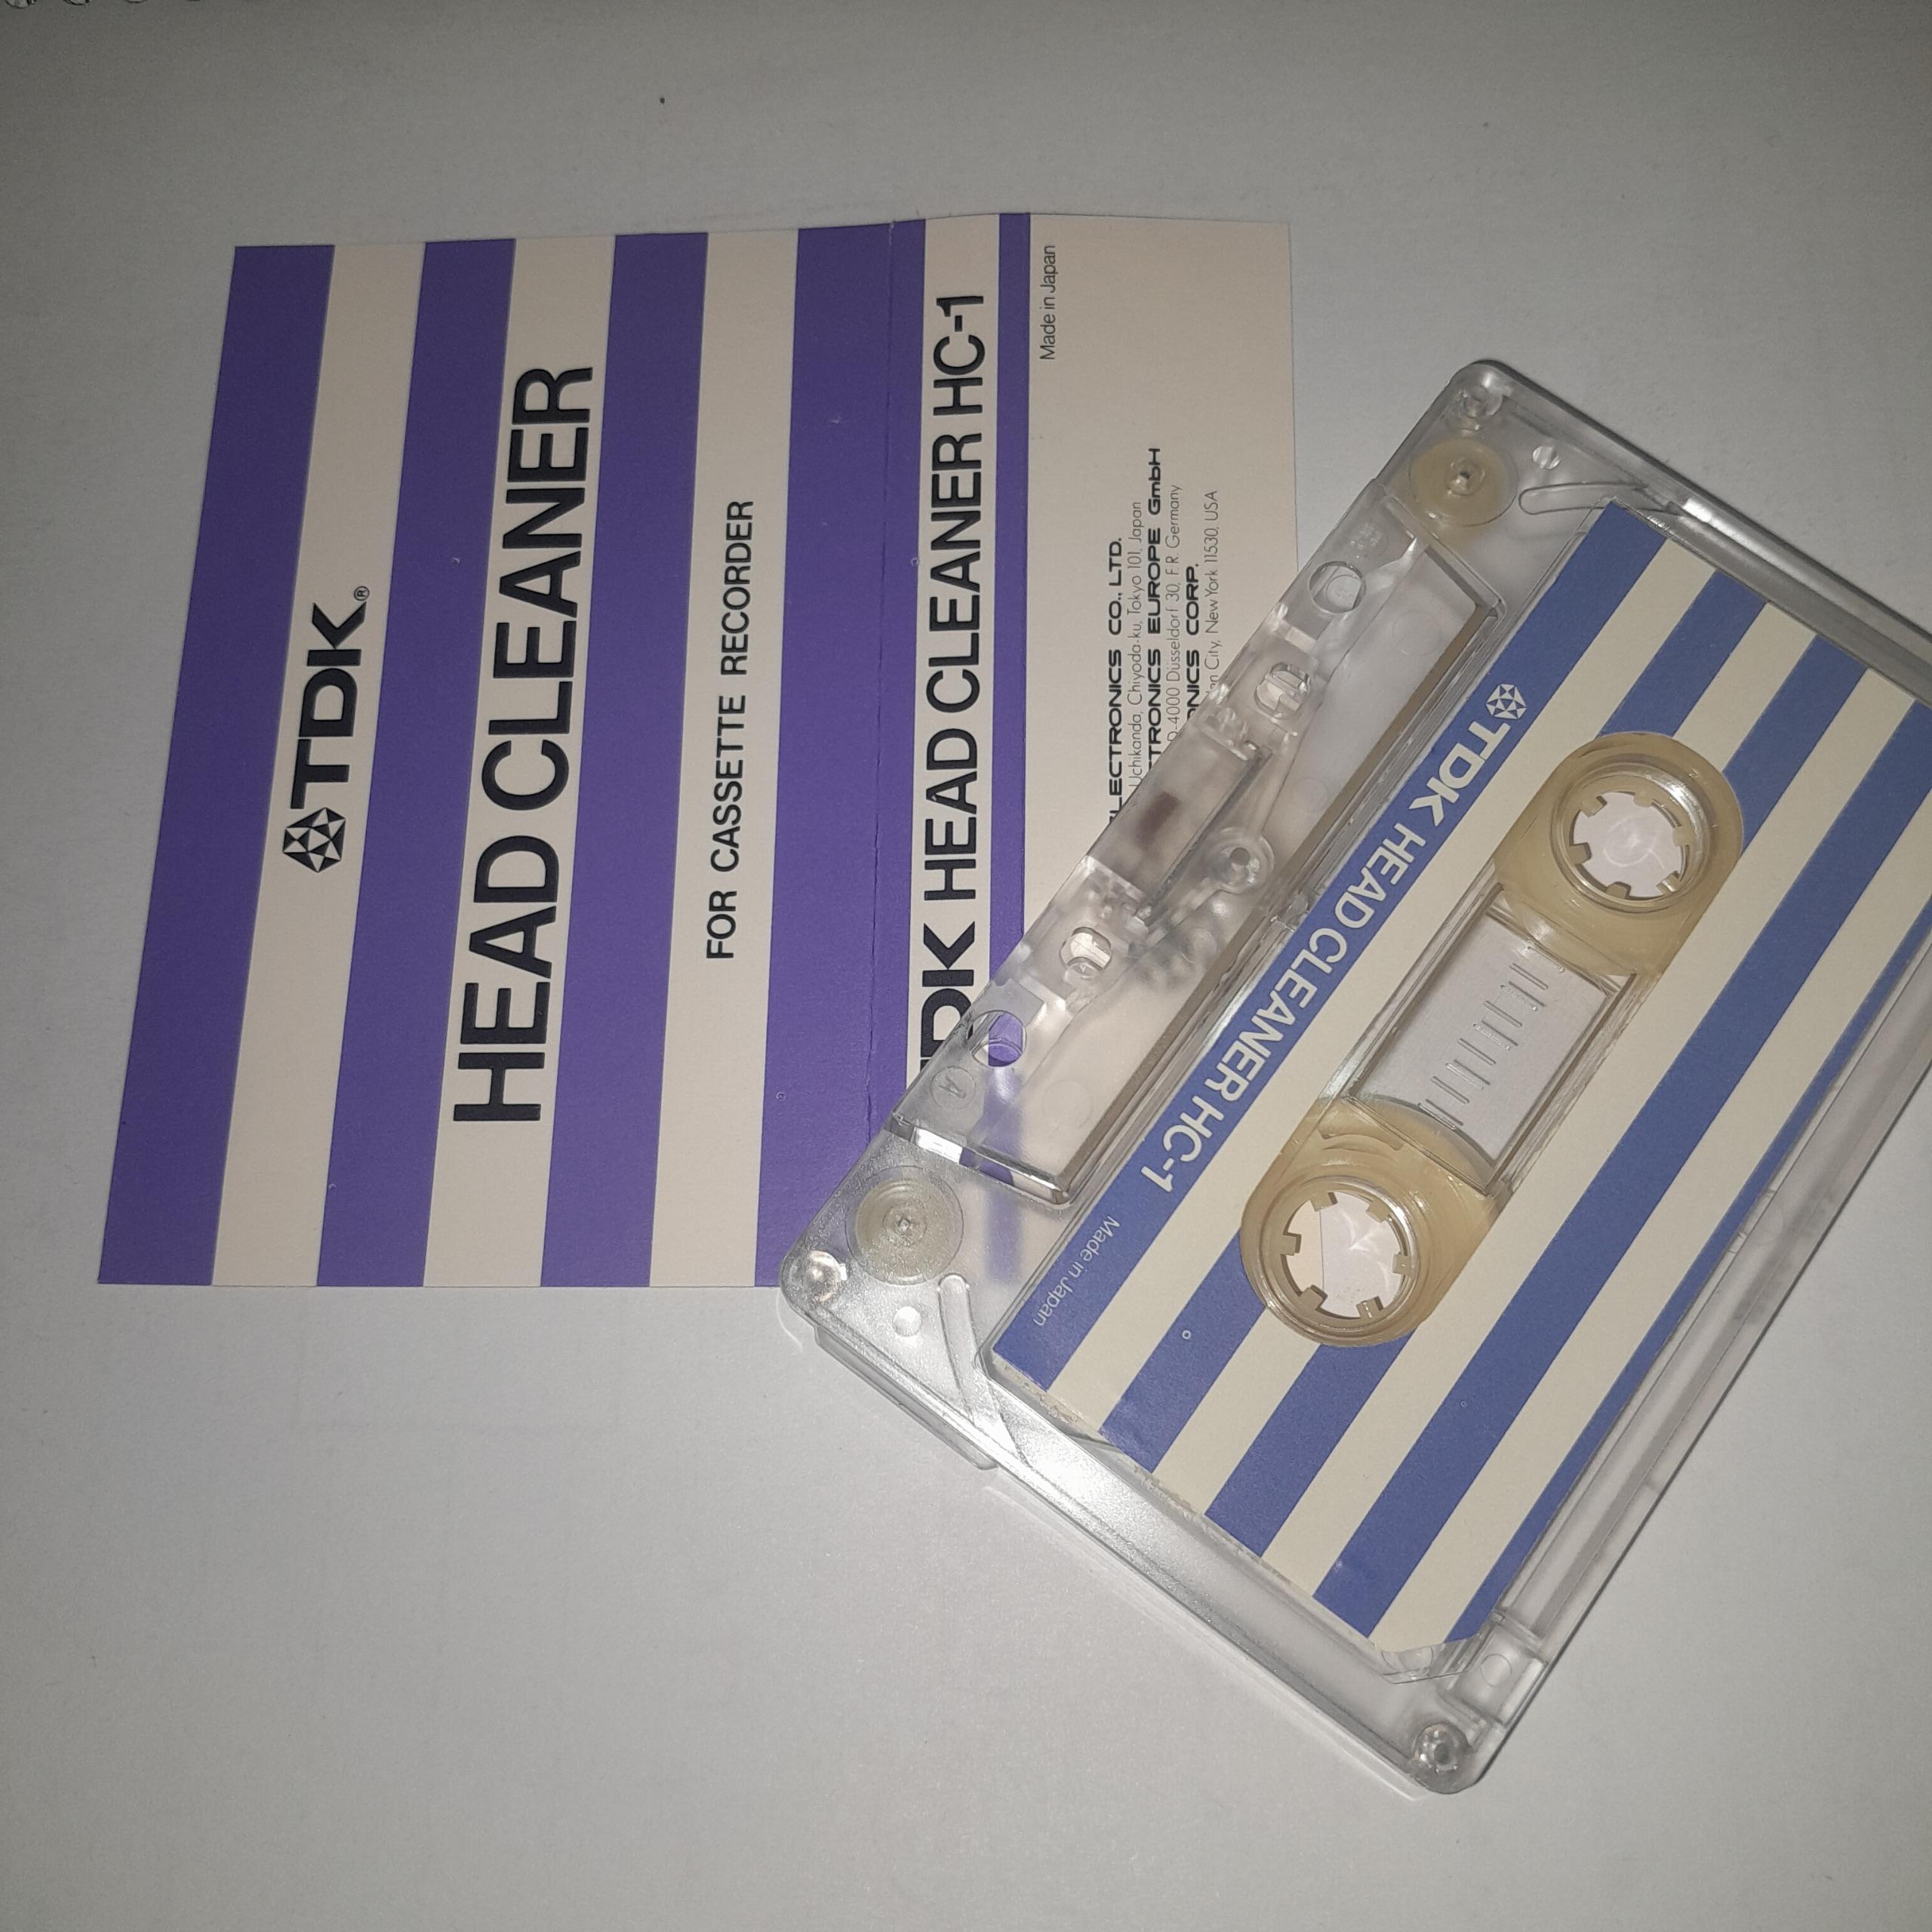 TDK®
HEAD CLEANER
FOR CASSETTE RECORDER
TDK HEAD CLEANER HC-1
Made in Japan
ELECTRONICS CO., LTD.
Uchikanda, Chiyoda-ku, Tokyo 101, Japan
ELECTRONICS EUROPE GmbH
D-4000 Düsseldorf 30, F.R. Germany
ELECTRONICS CORP.
City, New York 11530, USA
TDK HEAD CLEANER HC-1
Made in Japan